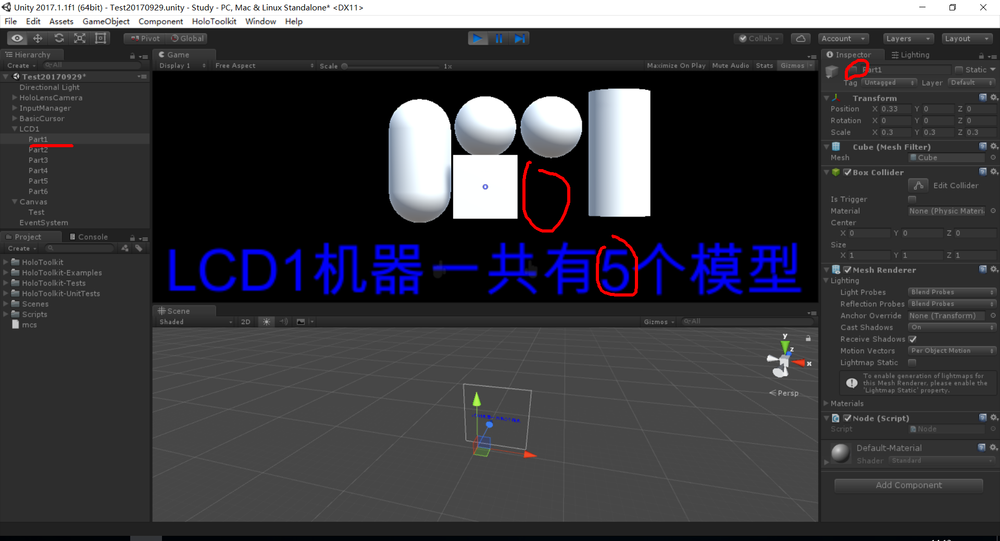 Unity 2017.1.1f1 (64bit) - Test20170929.unity - Study - PC, Mac & Linux Standalone* <DX11>
File Edit Assets GameObject Component HoloToolkit Window Help
Pivot Global Collab Account Layers Layout
Hierarchy
Create All
Test20170929*
Directional Light
HoloLensCamera
InputManager
BasicCursor
LCD1
Part1
Part2
Part3
Part4
Part5
Part6
Canvas
Test
EventSystem
Project Console
Create
HoloToolkit
HoloToolkit-Examples
HoloToolkit-Tests
HoloToolkit-UnitTests
Scenes
Scripts
mcs
Game
Display 1 Free Aspect Scale 1x Maximize On Play Mute Audio Stats Gizmos
LCD1机器一共有5个模型
Scene
Shaded 2D Gizmos All
y
z
x
Persp
Inspector Lighting
Part1 Static
Tag Untagged Layer Default
Transform
Position X 0.33 Y 0 Z 0
Rotation X 0 Y 0 Z 0
Scale X 0.3 Y 0.3 Z 0.3
Cube (Mesh Filter)
Mesh Cube
Box Collider
Edit Collider
Is Trigger
Material None (Physic Materi
Center
X 0 Y 0 Z 0
Size
X 1 Y 1 Z 1
Mesh Renderer
Lighting
Light Probes Blend Probes
Reflection Probes Blend Probes
Anchor Override None (Transform)
Cast Shadows On
Receive Shadows
Motion Vectors Per Object Motion
Lightmap Static
To enable generation of lightmaps for
this Mesh Renderer, please enable the
'Lightmap Static' property.
Materials
Node (Script)
Script Node
Default-Material
Shader Standard
Add Component